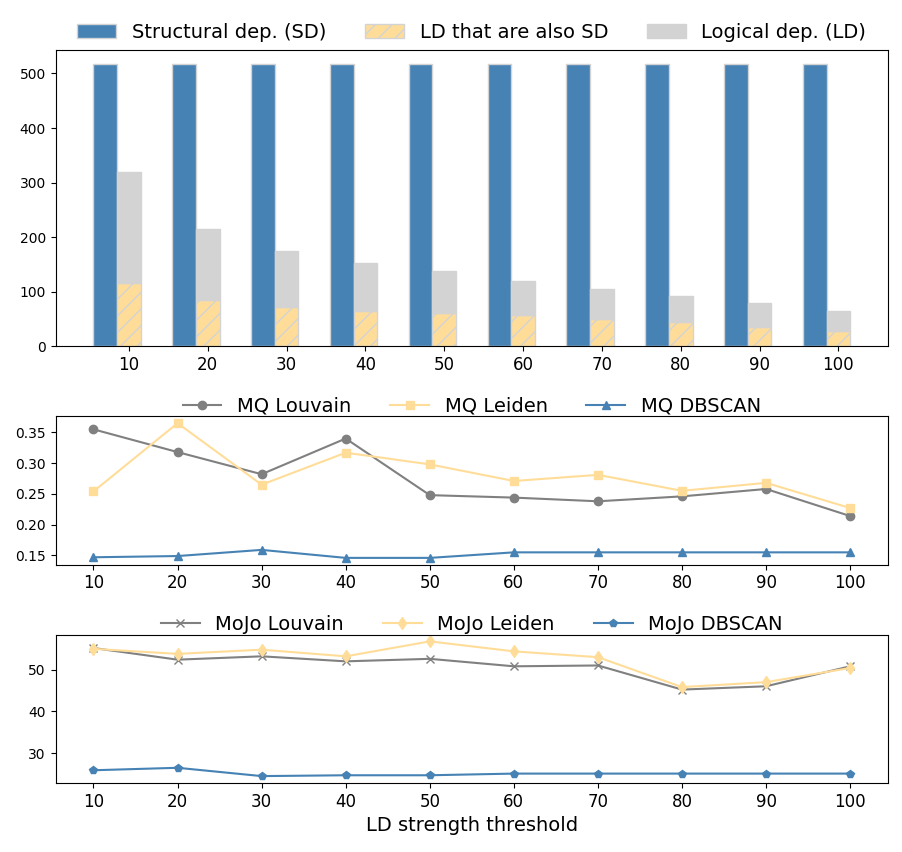 Structural dep. (SD) LD that are also SD Logical dep. (LD)
500
400
300
200
100
0
10 20 30 40 50 60 70 80 90 100
MQ Louvain MQ Leiden MQ DBSCAN
0.35
0.30
0.25
0.20
0.15
10 20 30 40 50 60 70 80 90 100
MoJo Louvain MoJo Leiden MoJo DBSCAN
50
40
30
10 20 30 40 50 60 70 80 90 100
LD strength threshold